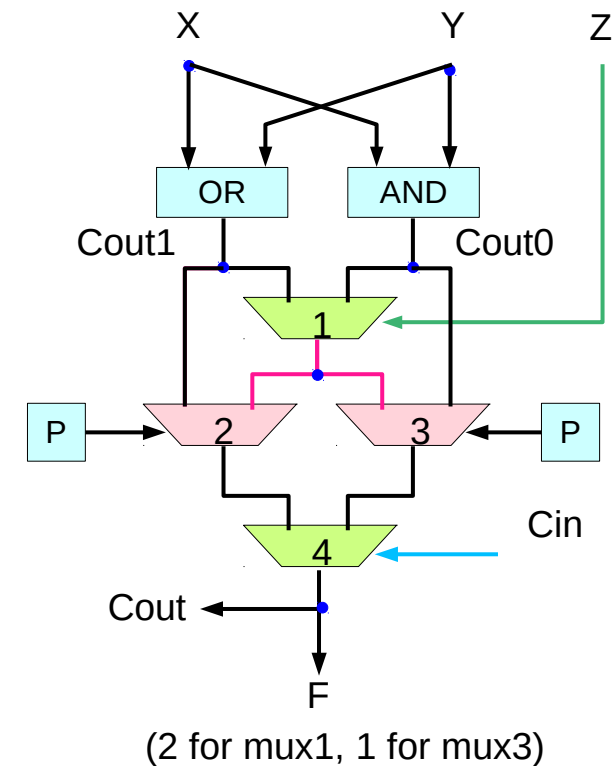 X
Y
Z
OR
AND
Cout1
Cout0
1
P
2
3
P
Cin
4
Cout
F
(2 for mux1, 1 for mux3)